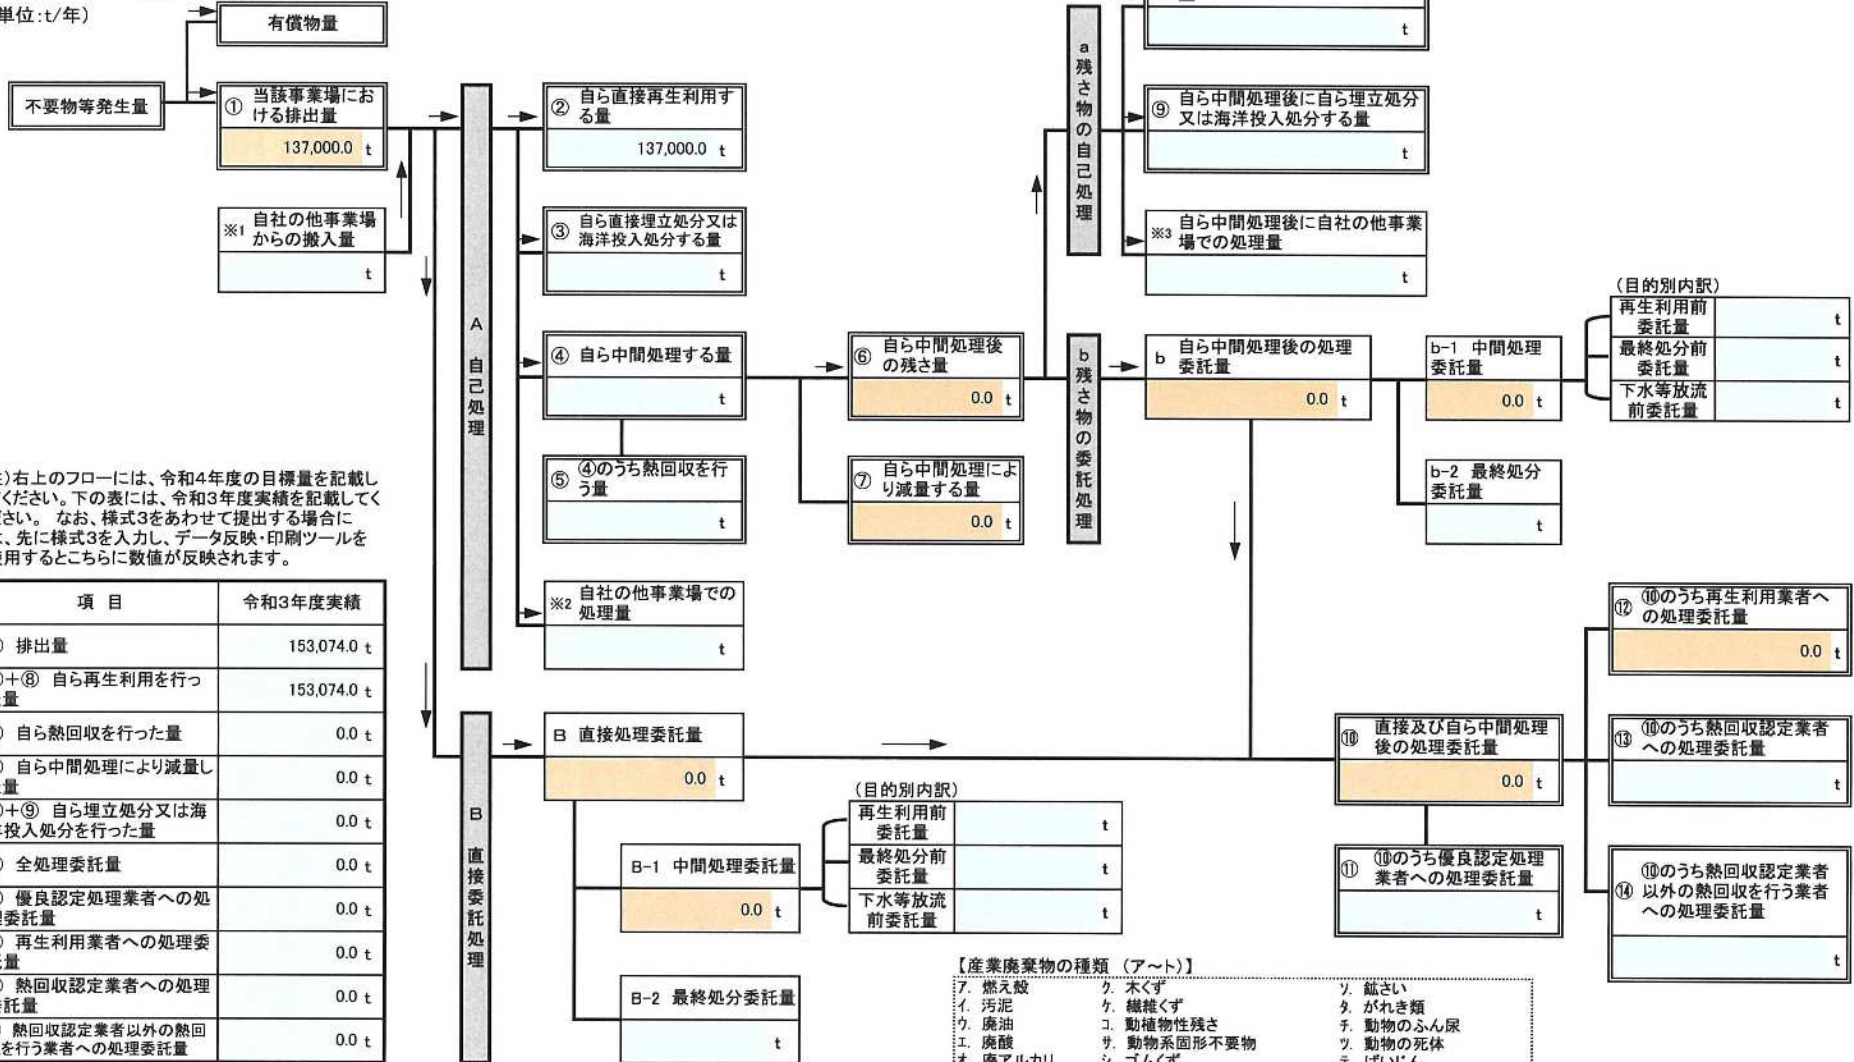 単位:t/年)
有償物量
不要物等発生量
① 当該事業場にお
ける排出量
137,000.0 t
※1 自社の他事業場
からの搬入量
t
A 自己処理
② 自ら直接再生利用す
る量
137,000.0 t
③ 自ら直接埋立処分又は
海洋投入処分する量
t
④ 自ら中間処理する量
t
⑤ ④のうち熱回収を行
う量
t
※2 自社の他事業場での
処理量
t
⑥ 自ら中間処理後
の残さ量
0.0 t
⑦ 自ら中間処理によ
り減量する量
0.0 t
a 残さ物の自己処理
t
⑨ 自ら中間処理後に自ら埋立処分
又は海洋投入処分する量
t
※3 自ら中間処理後に自社の他事業
場での処理量
t
b 残さ物の委託処理
b 自ら中間処理後の処理
委託量
0.0 t
b-1 中間処理
委託量
0.0 t
(目的別内訳)
再生利用前
委託量 t
最終処分前
委託量 t
下水等放流
前委託量 t
b-2 最終処分
委託量
t
)右上のフローには、令和4年度の目標量を記載し
ください。下の表には、令和3年度実績を記載してく
さい。 なお、様式3をあわせて提出する場合に
、先に様式3を入力し、データ反映・印刷ツールを
用するとこちらに数値が反映されます。
項 目 令和3年度実績
) 排出量 153,074.0 t
)+⑧ 自ら再生利用を行っ
量 153,074.0 t
) 自ら熱回収を行った量 0.0 t
) 自ら中間処理により減量し
量 0.0 t
)+⑨ 自ら埋立処分又は海
投入処分を行った量 0.0 t
) 全処理委託量 0.0 t
) 優良認定処理業者への処
委託量 0.0 t
) 再生利用業者への処理委
量 0.0 t
) 熱回収認定業者への処理
託量 0.0 t
熱回収認定業者以外の熱回
を行う業者への処理委託量 0.0 t
B 直接委託処理
B 直接処理委託量
0.0 t
B-1 中間処理委託量
0.0 t
(目的別内訳)
再生利用前
委託量 t
最終処分前
委託量 t
下水等放流
前委託量 t
B-2 最終処分委託量
t
⑩ 直接及び自ら中間処理
後の処理委託量
0.0 t
⑪ ⑩のうち優良認定処理
業者への処理委託量
t
⑫ ⑩のうち再生利用業者へ
の処理委託量
0.0 t
⑬ ⑩のうち熱回収認定業者
への処理委託量
t
⑭ ⑩のうち熱回収認定業者
以外の熱回収を行う業者
への処理委託量
t
【産業廃棄物の種類 (ア~ト)】
ア. 燃え殻 ク. 木くず ソ. 鉱さい
イ. 汚泥 ケ. 繊維くず タ. がれき類
ウ. 廃油 コ. 動植物性残さ チ. 動物のふん尿
エ. 廃酸 サ. 動物系固形不要物 ツ. 動物の死体
オ. 廃アルカリ シ. ゴムくず テ. ばいじん